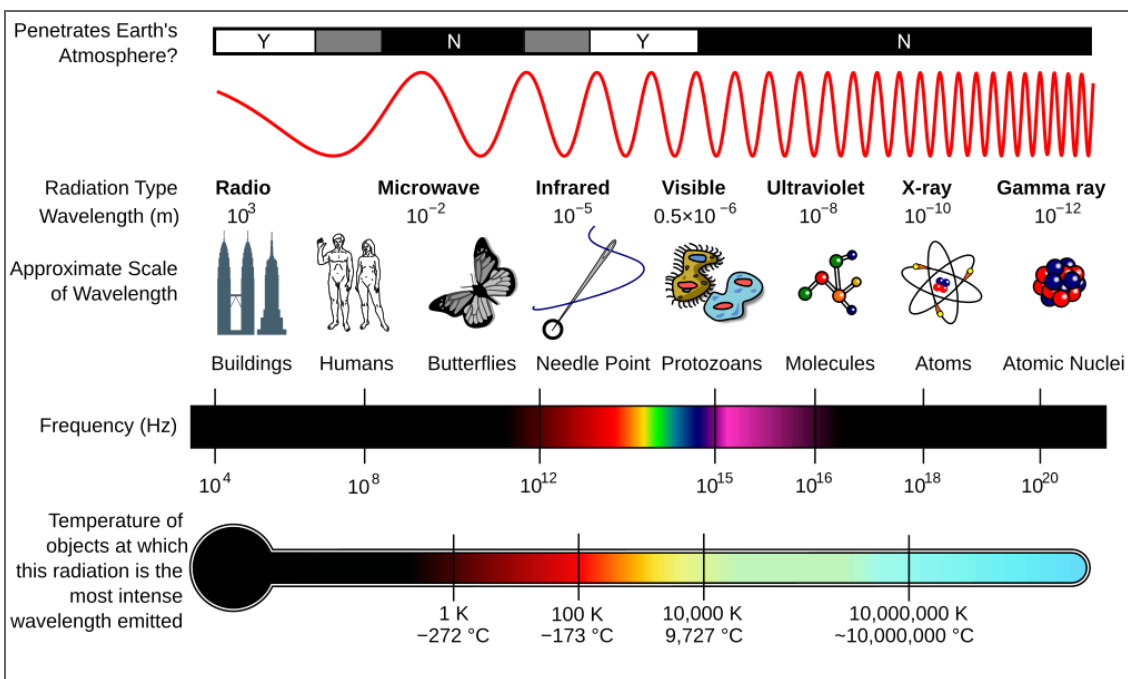 Penetrates Earth's
Atmosphere?
Y N Y N
Radiation Type
Radio Microwave Infrared Visible Ultraviolet X-ray Gamma ray
Wavelength (m)
10³ 10⁻² 10⁻⁵ 0.5×10⁻⁶ 10⁻⁸ 10⁻¹⁰ 10⁻¹²
Approximate Scale
of Wavelength
Buildings Humans Butterflies Needle Point Protozoans Molecules Atoms Atomic Nuclei
Frequency (Hz)
10⁴ 10⁸ 10¹² 10¹⁵ 10¹⁶ 10¹⁸ 10²⁰
Temperature of
objects at which
this radiation is the
most intense
wavelength emitted
1 K 100 K 10,000 K 10,000,000 K
−272 °C −173 °C 9,727 °C ~10,000,000 °C